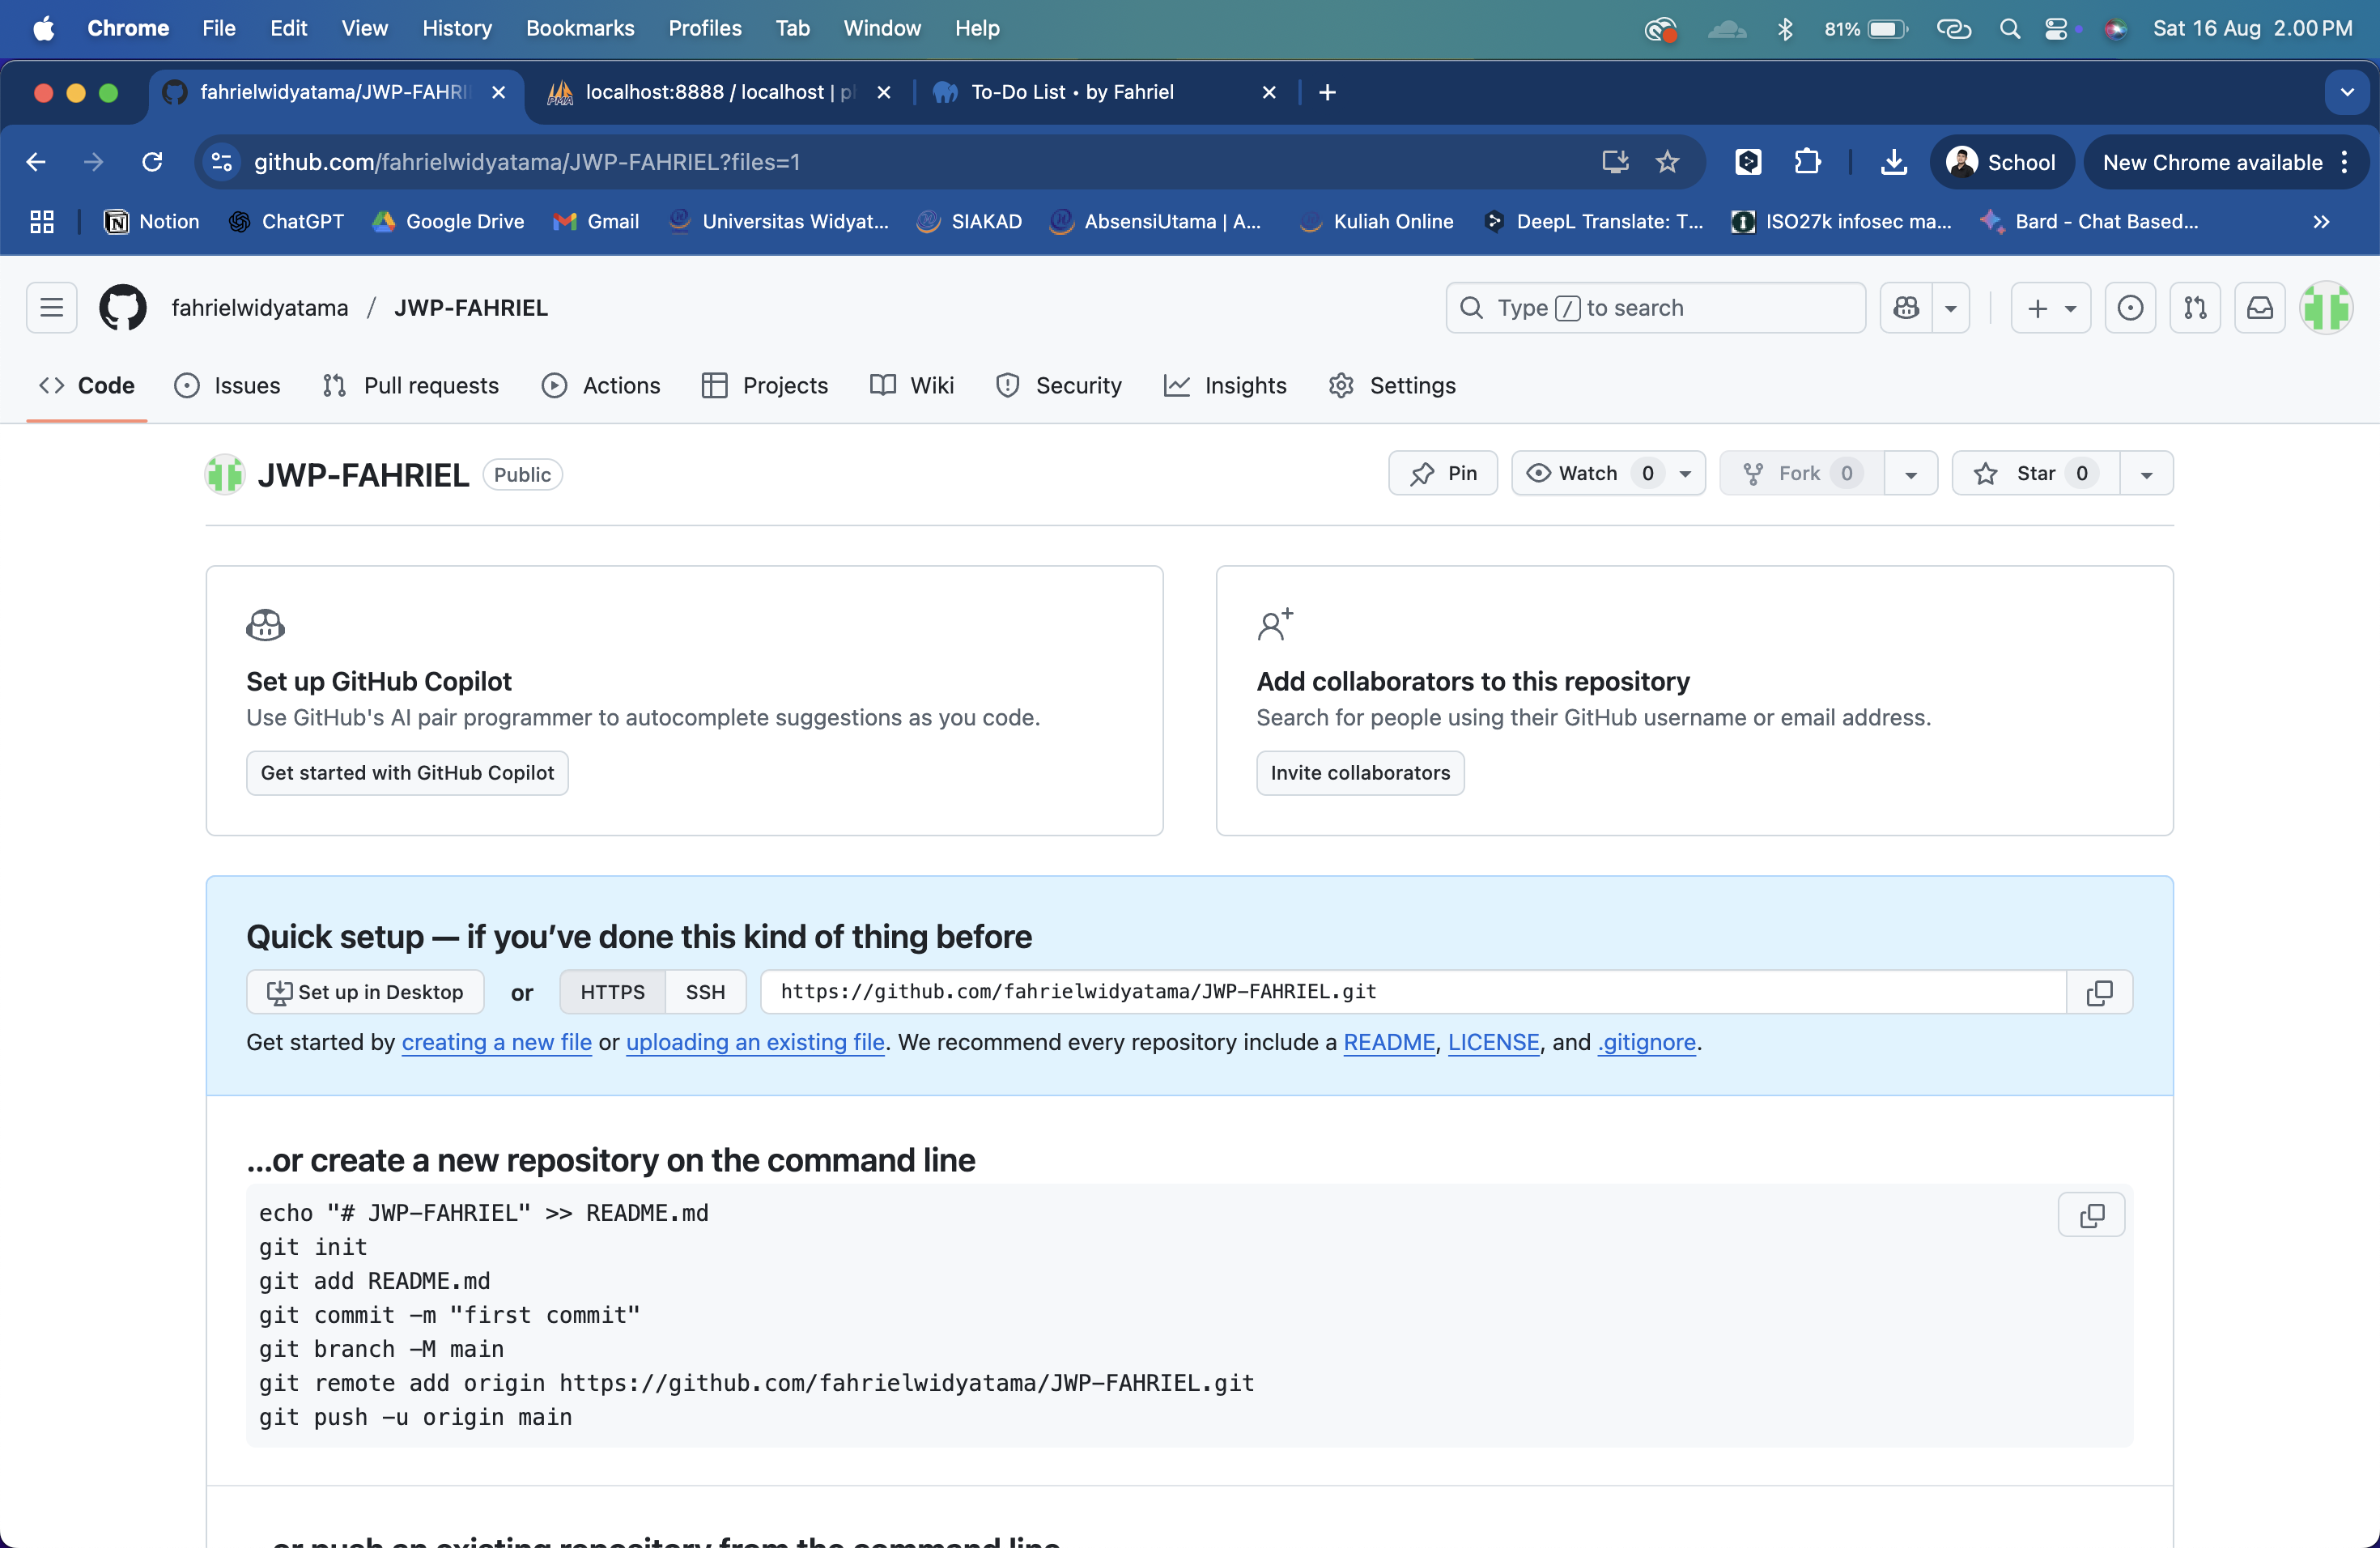 Chrome File Edit View History Bookmarks Profiles Tab Window Help 81% Sat 16 Aug 2.00 PM
fahrielwidyatama/JWP-FAHRI localhost:8888 / localhost | To-Do List • by Fahriel
github.com/fahrielwidyatama/JWP-FAHRIEL?files=1 School New Chrome available
Notion ChatGPT Google Drive Gmail Universitas Widyat... SIAKAD AbsensiUtama | A... Kuliah Online DeepL Translate: T... ISO27k infosec ma... Bard - Chat Based...
fahrielwidyatama / JWP-FAHRIEL Type / to search
Code Issues Pull requests Actions Projects Wiki Security Insights Settings
JWP-FAHRIEL Public Pin Watch 0 Fork 0 Star 0
Set up GitHub Copilot
Use GitHub's AI pair programmer to autocomplete suggestions as you code.
Get started with GitHub Copilot
Add collaborators to this repository
Search for people using their GitHub username or email address.
Invite collaborators
Quick setup — if you’ve done this kind of thing before
Set up in Desktop or HTTPS SSH https://github.com/fahrielwidyatama/JWP-FAHRIEL.git
Get started by creating a new file or uploading an existing file. We recommend every repository include a README, LICENSE, and .gitignore.
…or create a new repository on the command line
echo "# JWP-FAHRIEL" >> README.md
git init
git add README.md
git commit -m "first commit"
git branch -M main
git remote add origin https://github.com/fahrielwidyatama/JWP-FAHRIEL.git
git push -u origin main
…or push an existing repository from the command line